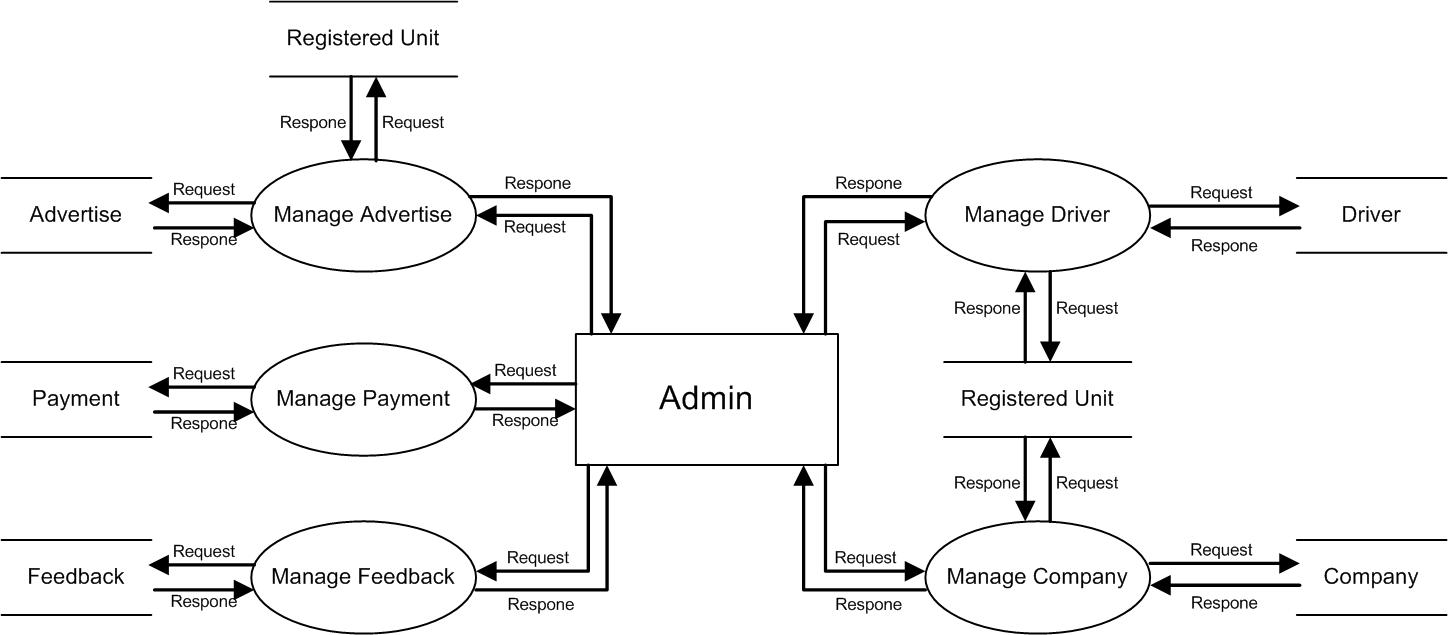 Registered Unit
Respone
Request
Request
Respone
Respone
Request
Advertise
Manage Advertise
Manage Driver
Driver
Respone
Request
Request
Respone
Respone
Request
Request
Request
Payment
Manage Payment
Admin
Registered Unit
Respone
Respone
Respone
Request
Request
Request
Request
Request
Feedback
Manage Feedback
Manage Company
Company
Respone
Respone
Respone
Respone